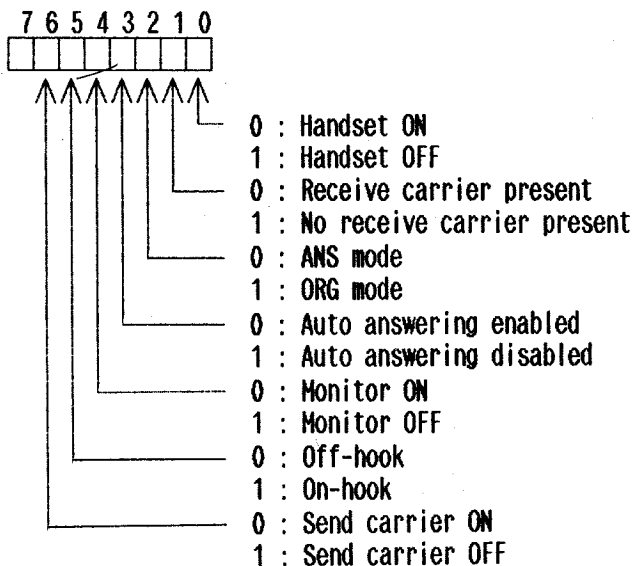 7 6 5 4 3 2 1 0
0 : Handset ON
1 : Handset OFF
0 : Receive carrier present
1 : No receive carrier present
0 : ANS mode
1 : ORG mode
0 : Auto answering enabled
1 : Auto answering disabled
0 : Monitor ON
1 : Monitor OFF
0 : Off-hook
1 : On-hook
0 : Send carrier ON
1 : Send carrier OFF